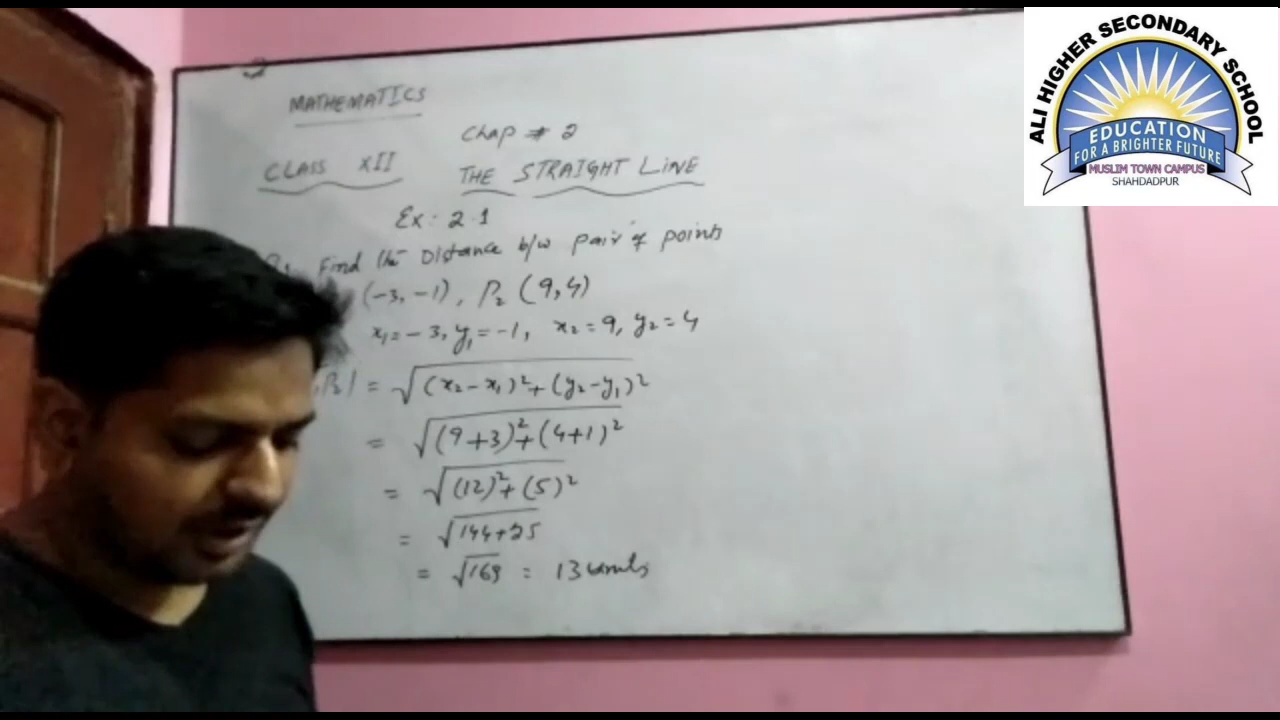 MATHEMATICS
Chap # 2
CLASS XII
THE STRAIGHT LINE
Ex: 2.1
Find the Distance b/w pair of points
(-3, -1), P₂ (9, 4)
x₁ = -3, y₁ = -1, x₂ = 9, y₂ = 4
P₂| = √(x₂ - x₁)² + (y₂ - y₁)²
= √(9+3)² + (4+1)²
= √(12)² + (5)²
= √144+25
= √169 = 13 units
ALI HIGHER SECONDARY SCHOOL
EDUCATION
FOR A BRIGHTER FUTURE
MUSLIM TOWN CAMPUS
SHAHDADPUR